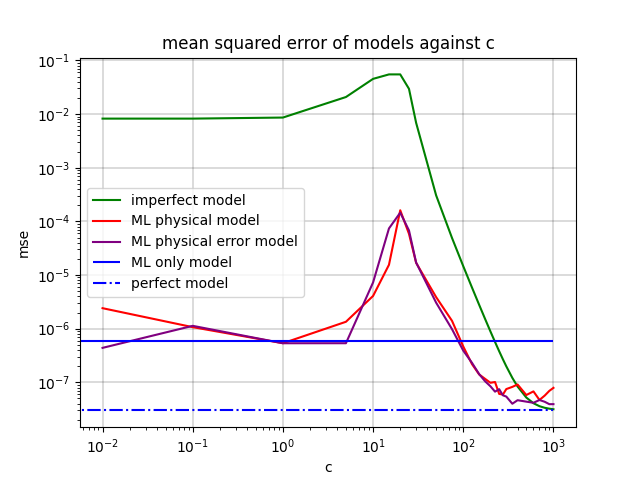 mean squared error of models against c
10⁻¹
10⁻²
10⁻³
10⁻⁴
10⁻⁵
10⁻⁶
10⁻⁷
mse
imperfect model
ML physical model
ML physical error model
ML only model
perfect model
10⁻² 10⁻¹ 10⁰ 10¹ 10² 10³
c